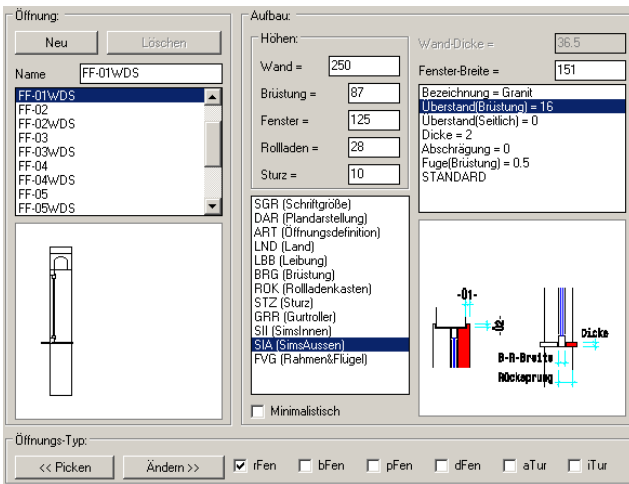 Öffnung:
Neu
Löschen
Name
FF-01WDS
FF-01WDS
FF-02
FF-02WDS
FF-03
FF-03WDS
FF-04
FF-04WDS
FF-05
FF-05WDS
Aufbau:
Höhen:
Wand =
250
Brüstung =
87
Fenster =
125
Rollladen =
28
Sturz =
10
Wand-Dicke =
36.5
Fenster-Breite =
151
Bezeichnung = Granit
Überstand(Brüstung) = 16
Überstand(Seitlich) = 0
Dicke = 2
Abschrägung = 0
Fuge(Brüstung) = 0.5
STANDARD
SGR (Schriftgröße)
DAR (Plandarstellung)
ART (Öffnungsdefinition)
LND (Land)
LBB (Leibung)
BRG (Brüstung)
ROK (Rollladenkasten)
STZ (Sturz)
GRR (Gurtroller)
SII (SimsInnen)
SIA (SimsAussen)
FVG (Rahmen&Flügel)
Minimalistisch
-Ü1-
-Ü2-
Dicke
B-R-Breite
Rücksprung
Öffnungs-Typ:
<< Picken
Ändern >>
rFen
bFen
pFen
dFen
aTur
iTur